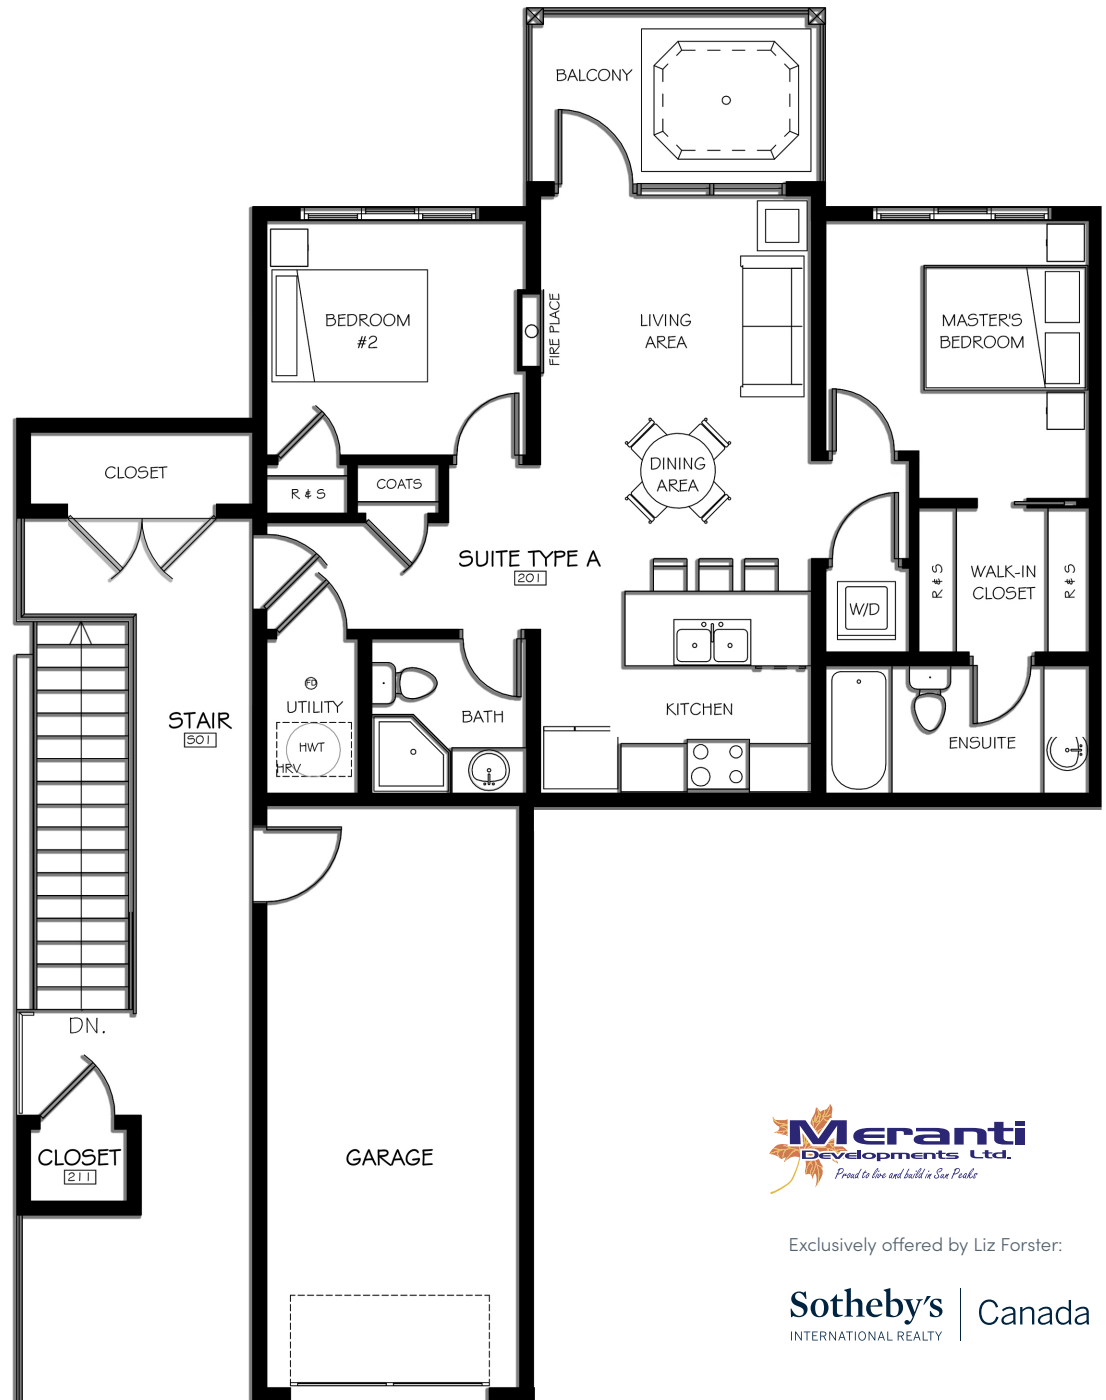 BALCONY
BEDROOM
#2
FIRE PLACE
LIVING
AREA
MASTER'S
BEDROOM
CLOSET
R & S
COATS
DINING
AREA
SUITE TYPE A
201
W/D
R & S
WALK-IN
CLOSET
R & S
FD
UTILITY
HWT
HRV
BATH
KITCHEN
ENSUITE
STAIR
S01
DN.
CLOSET
211
GARAGE
Meranti
Developments Ltd.
Proud to live and build in Sun Peaks
Exclusively offered by Liz Forster:
Sotheby's
INTERNATIONAL REALTY
Canada